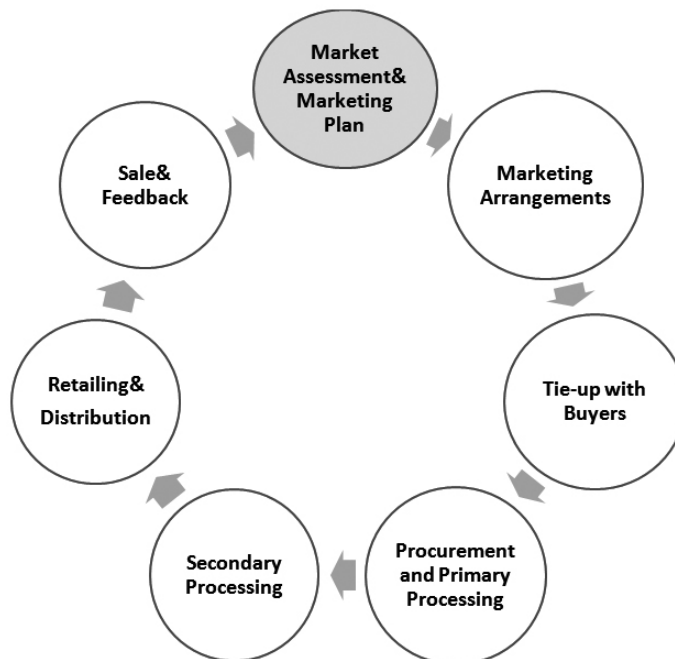 Market
Assessment&
Marketing
Plan
Marketing
Arrangements
Tie-up with
Buyers
Procurement
and Primary
Processing
Secondary
Processing
Retailing&
Distribution
Sale&
Feedback